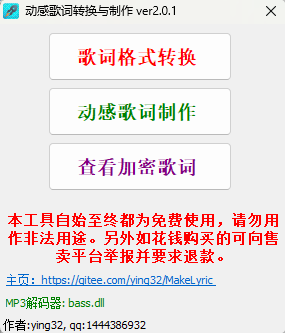 动感歌词转换与制作 ver2.0.1
歌词格式转换
动感歌词制作
查看加密歌词
本工具自始至终都为免费使用，请勿用
作非法用途。另外如花钱购买的可向售
卖平台举报并要求退款。
主页：https://gitee.com/ying32/MakeLyric
MP3解码器: bass.dll
作者:ying32, qq:1444386932